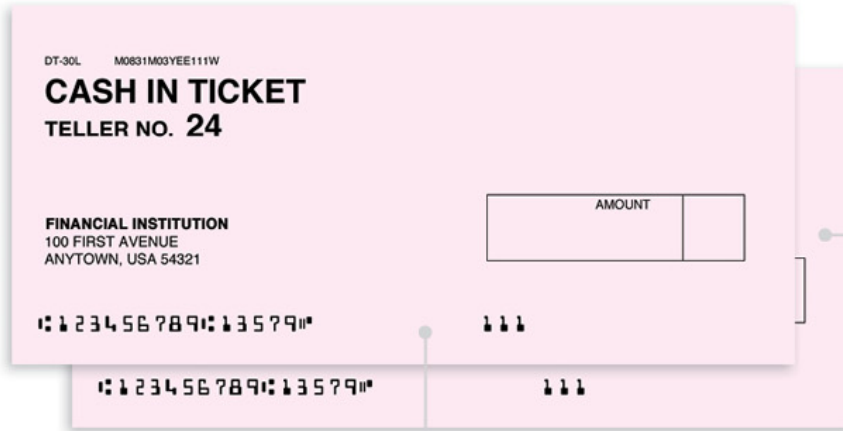 DT-30L M0831M03YEE111W
CASH IN TICKET
TELLER NO. 24
AMOUNT
FINANCIAL INSTITUTION
100 FIRST AVENUE
ANYTOWN, USA 54321
⑆123456789⑆13579⑈ 111
⑆123456789⑆13579⑈ 111